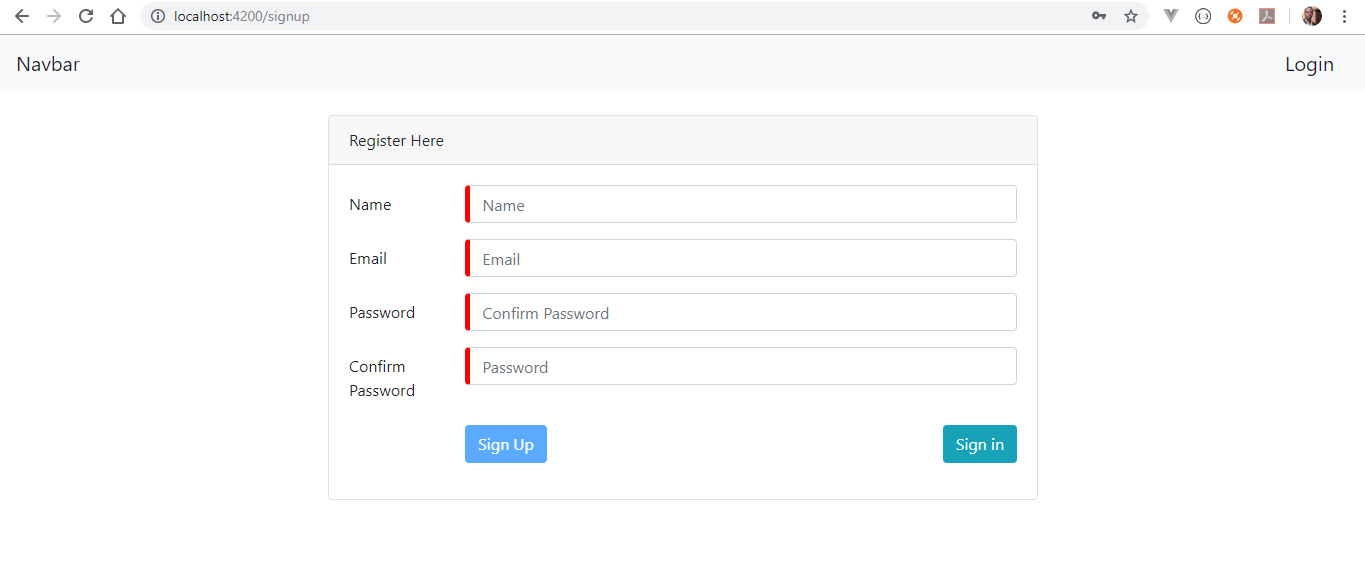 localhost:4200/signup
Navbar
Login
Register Here
Name
Name
Email
Email
Password
Confirm Password
Confirm
Password
Password
Sign Up
Sign in